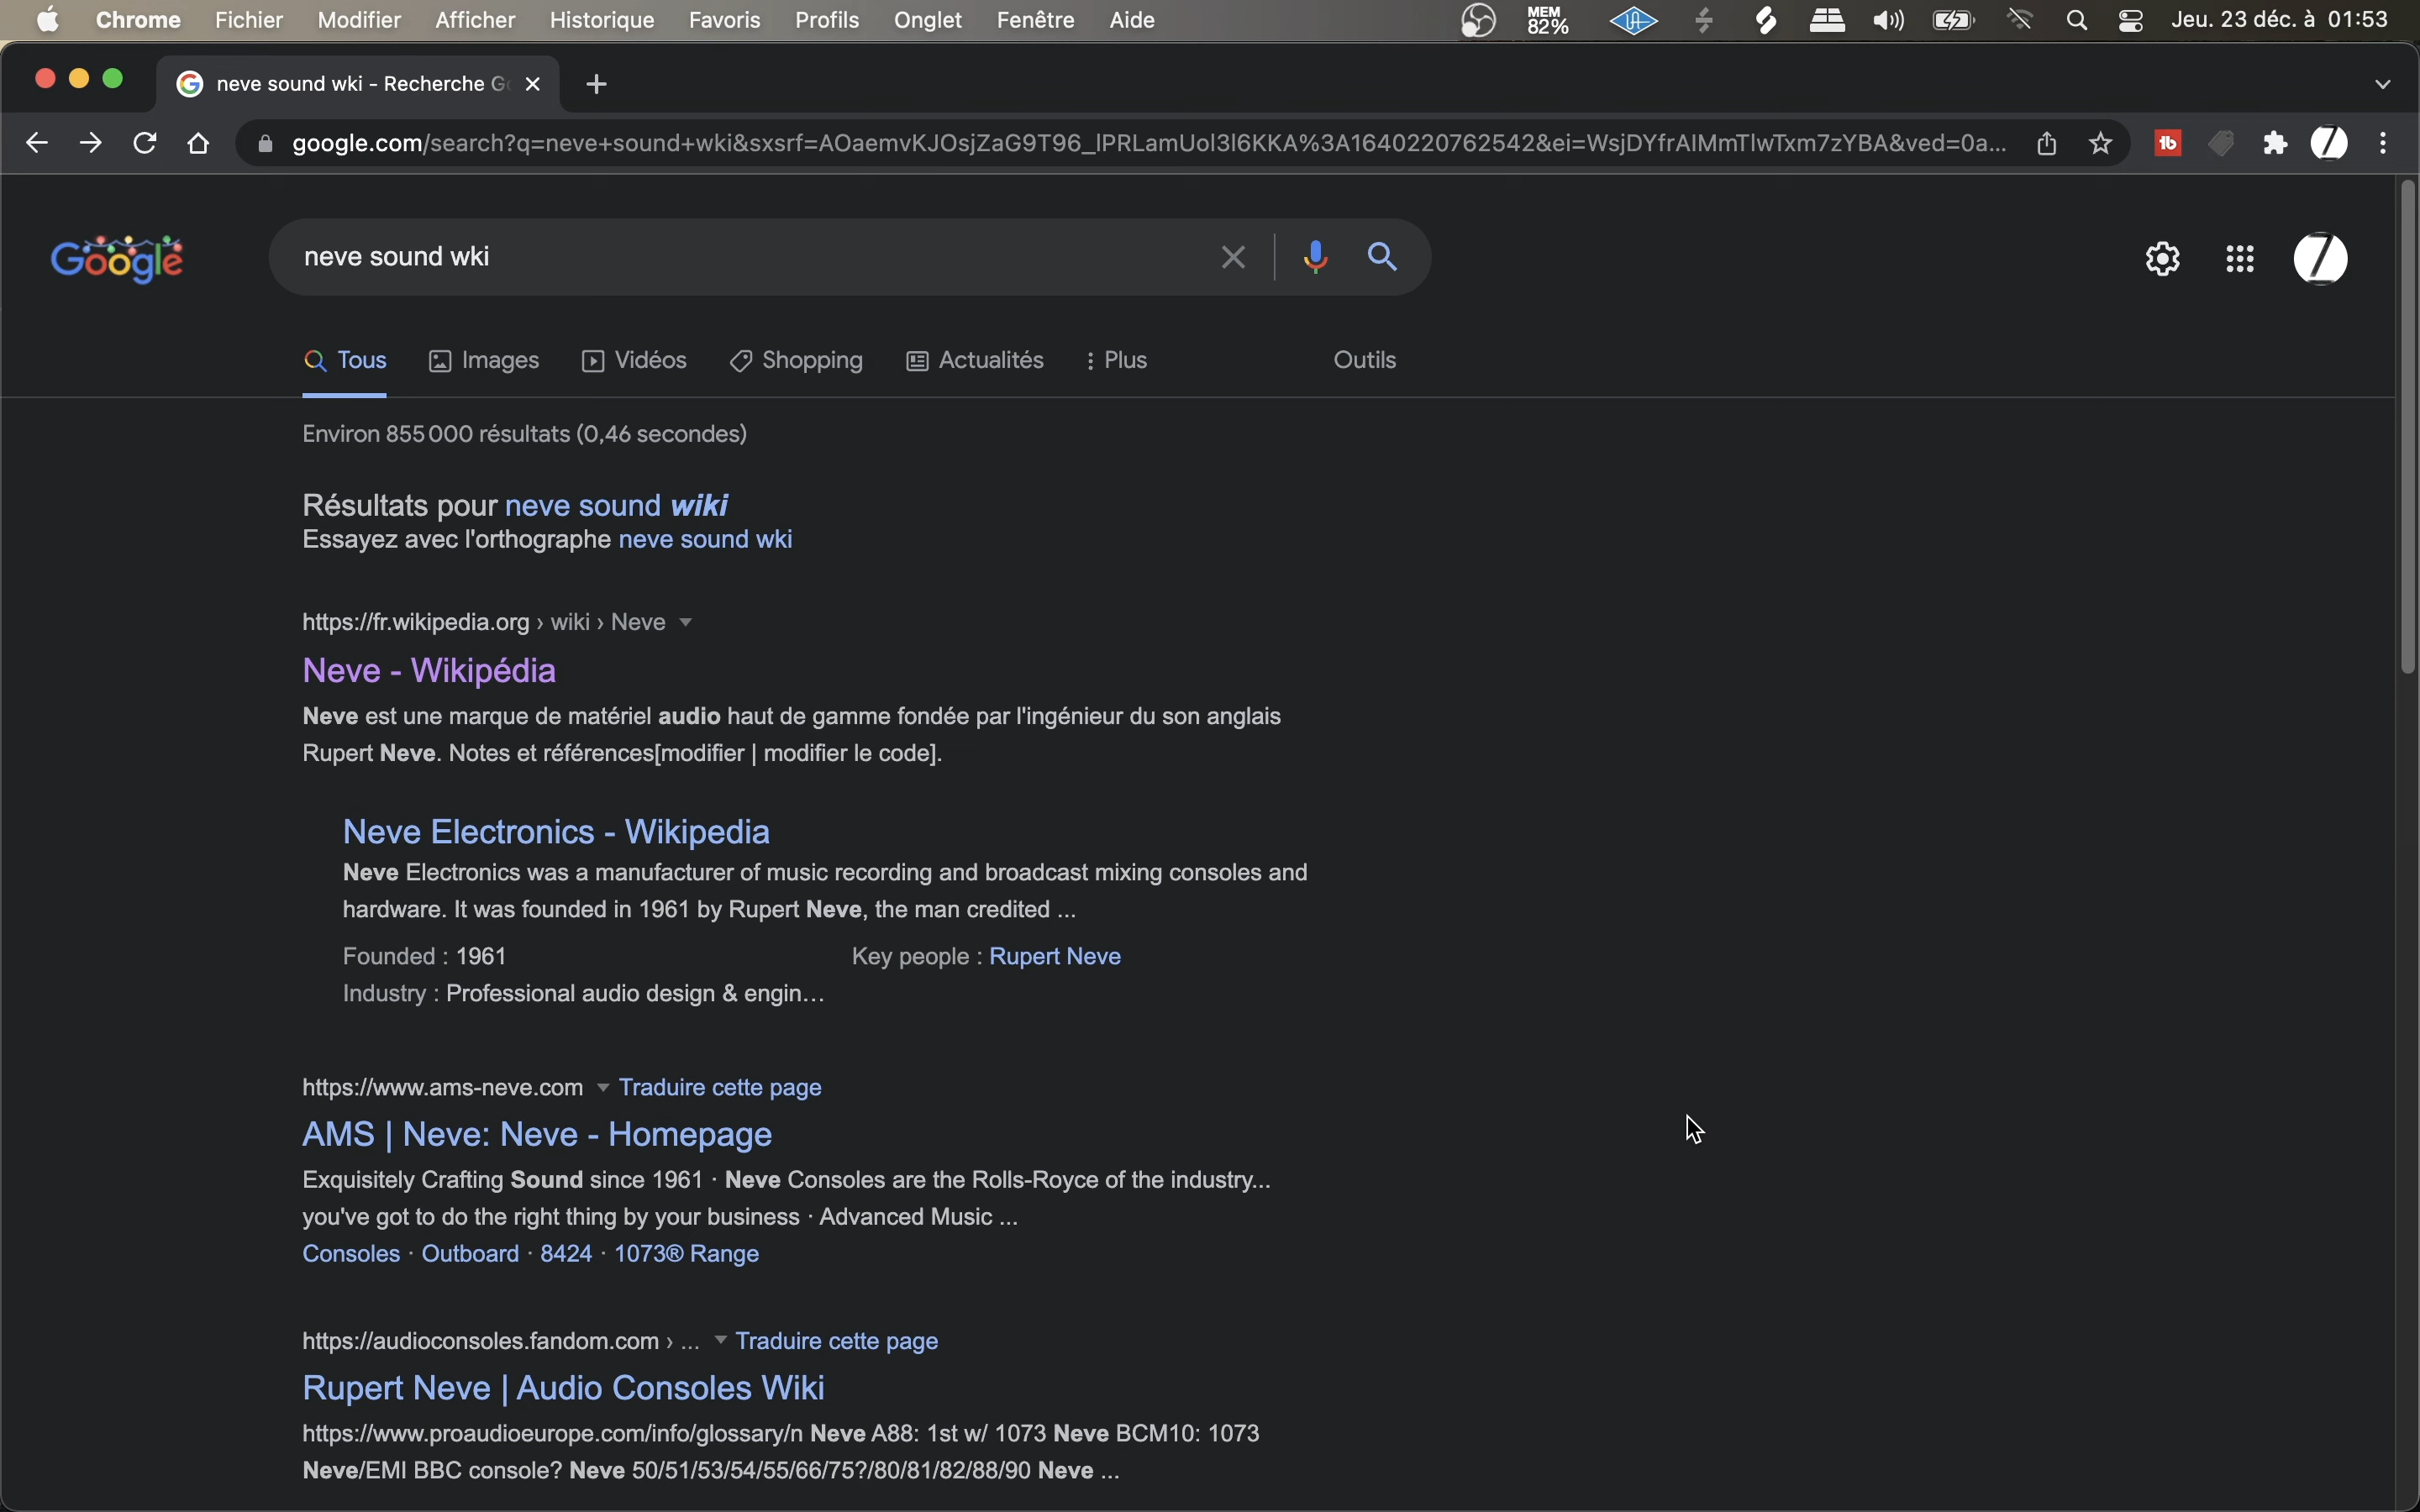 Chrome Fichier Modifier Afficher Historique Favoris Profils Onglet Fenêtre Aide MEM 82% Jeu. 23 déc. à 01:53
neve sound wki - Recherche
google.com/search?q=neve+sound+wki&sxsrf=AOaemvKJOsjZaG9T96_lPRLamUol3l6KKA%3A1640220762542&ei=WsjDYfrAIMmTlwTxm7zYBA&ved=0a...
Google
neve sound wki
Tous Images Vidéos Shopping Actualités Plus Outils
Environ 855 000 résultats (0,46 secondes)
Résultats pour neve sound wiki
Essayez avec l'orthographe neve sound wki
https://fr.wikipedia.org › wiki › Neve
Neve - Wikipédia
Neve est une marque de matériel audio haut de gamme fondée par l'ingénieur du son anglais
Rupert Neve. Notes et références[modifier | modifier le code].
Neve Electronics - Wikipedia
Neve Electronics was a manufacturer of music recording and broadcast mixing consoles and
hardware. It was founded in 1961 by Rupert Neve, the man credited ...
Founded : 1961 Key people : Rupert Neve
Industry : Professional audio design & engin...
https://www.ams-neve.com Traduire cette page
AMS | Neve: Neve - Homepage
Exquisitely Crafting Sound since 1961 · Neve Consoles are the Rolls-Royce of the industry...
you've got to do the right thing by your business · Advanced Music ...
Consoles · Outboard · 8424 · 1073® Range
https://audioconsoles.fandom.com › ... Traduire cette page
Rupert Neve | Audio Consoles Wiki
https://www.proaudioeurope.com/info/glossary/n Neve A88: 1st w/ 1073 Neve BCM10: 1073
Neve/EMI BBC console? Neve 50/51/53/54/55/66/75?/80/81/82/88/90 Neve ...